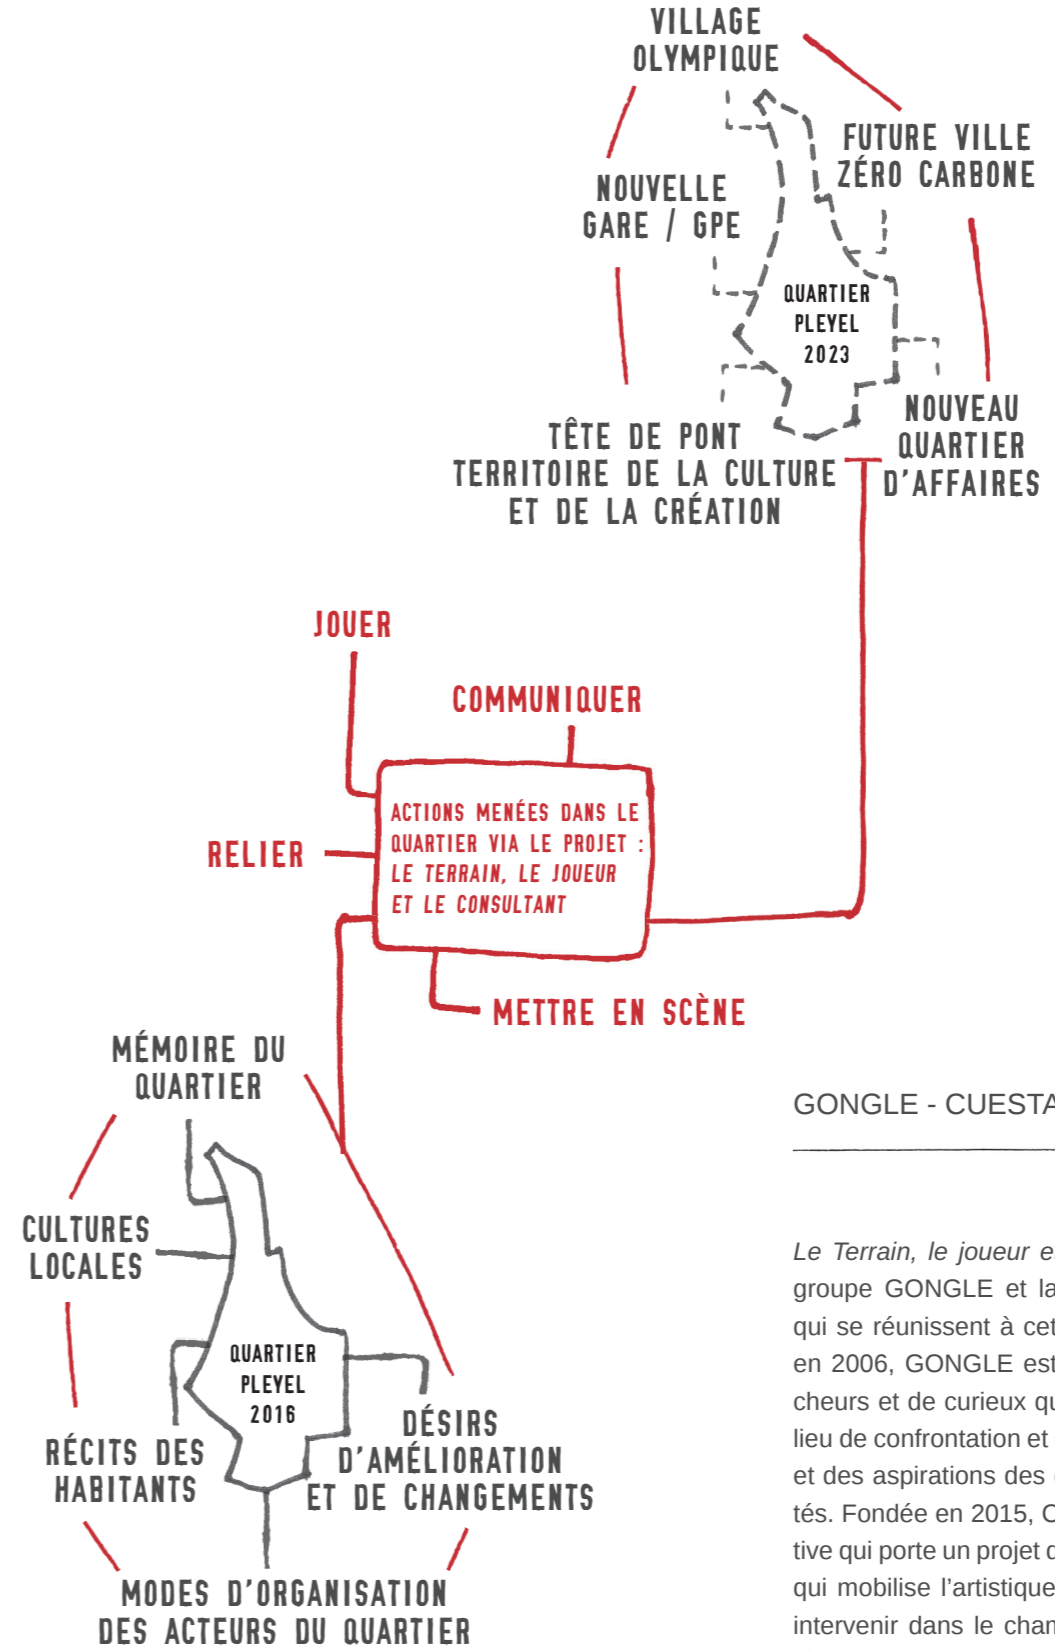 VILLAGE
OLYMPIQUE
FUTURE VILLE
ZÉRO CARBONE
NOUVELLE
GARE / GPE
QUARTIER
PLEYEL
2023
NOUVEAU
QUARTIER
D'AFFAIRES
TÊTE DE PONT
TERRITOIRE DE LA CULTURE
ET DE LA CRÉATION
JOUER
COMMUNIQUER
ACTIONS MENÉES DANS LE
QUARTIER VIA LE PROJET :
LE TERRAIN, LE JOUEUR
ET LE CONSULTANT
RELIER
METTRE EN SCÈNE
MÉMOIRE DU
QUARTIER
CULTURES
LOCALES
QUARTIER
PLEYEL
2016
RÉCITS DES
HABITANTS
DÉSIRS
D'AMÉLIORATION
ET DE CHANGEMENTS
MODES D'ORGANISATION
DES ACTEURS DU QUARTIER
GONGLE - CUESTA
Le Terrain, le joueur e
groupe GONGLE et la
qui se réunissent à cet
en 2006, GONGLE est
cheurs et de curieux qu
lieu de confrontation et
et des aspirations des
tés. Fondée en 2015, C
tive qui porte un projet d
qui mobilise l'artistique
intervenir dans le cham